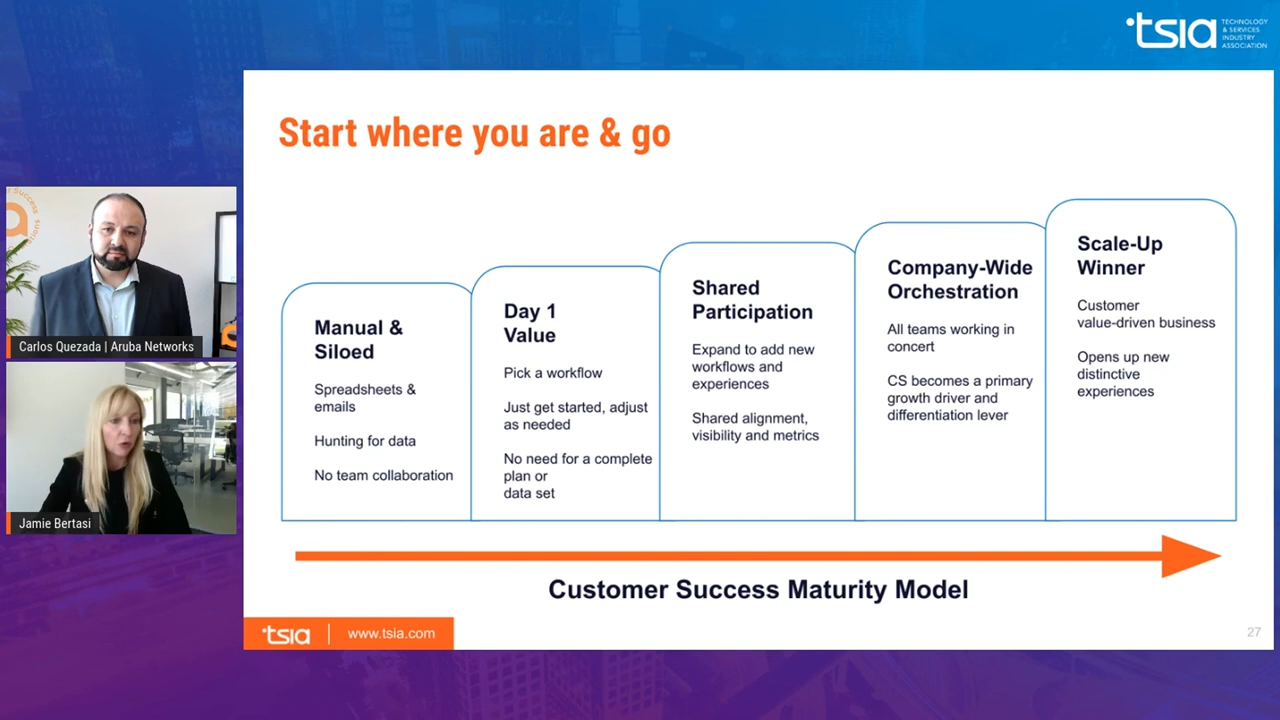 tsia
TECHNOLOGY
& SERVICES
INDUSTRY
ASSOCIATION
Start where you are & go
Carlos Quezada | Aruba Networks
Jamie Bertasi
Manual &
Siloed
Spreadsheets &
emails
Hunting for data
No team collaboration
Day 1
Value
Pick a workflow
Just get started, adjust
as needed
No need for a complete
plan or
data set
Shared
Participation
Expand to add new
workflows and
experiences
Shared alignment,
visibility and metrics
Company-Wide
Orchestration
All teams working in
concert
CS becomes a primary
growth driver and
differentiation lever
Scale-Up
Winner
Customer
value-driven business
Opens up new
distinctive
experiences
Customer Success Maturity Model
tsia
www.tsia.com
27